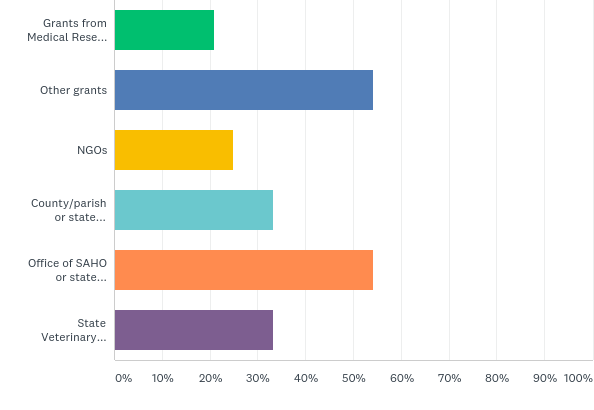 Grants from
Medical Rese...
Other grants
NGOs
County/parish
or state...
Office of SAHO
or state...
State
Veterinary...
0% 10% 20% 30% 40% 50% 60% 70% 80% 90% 100%